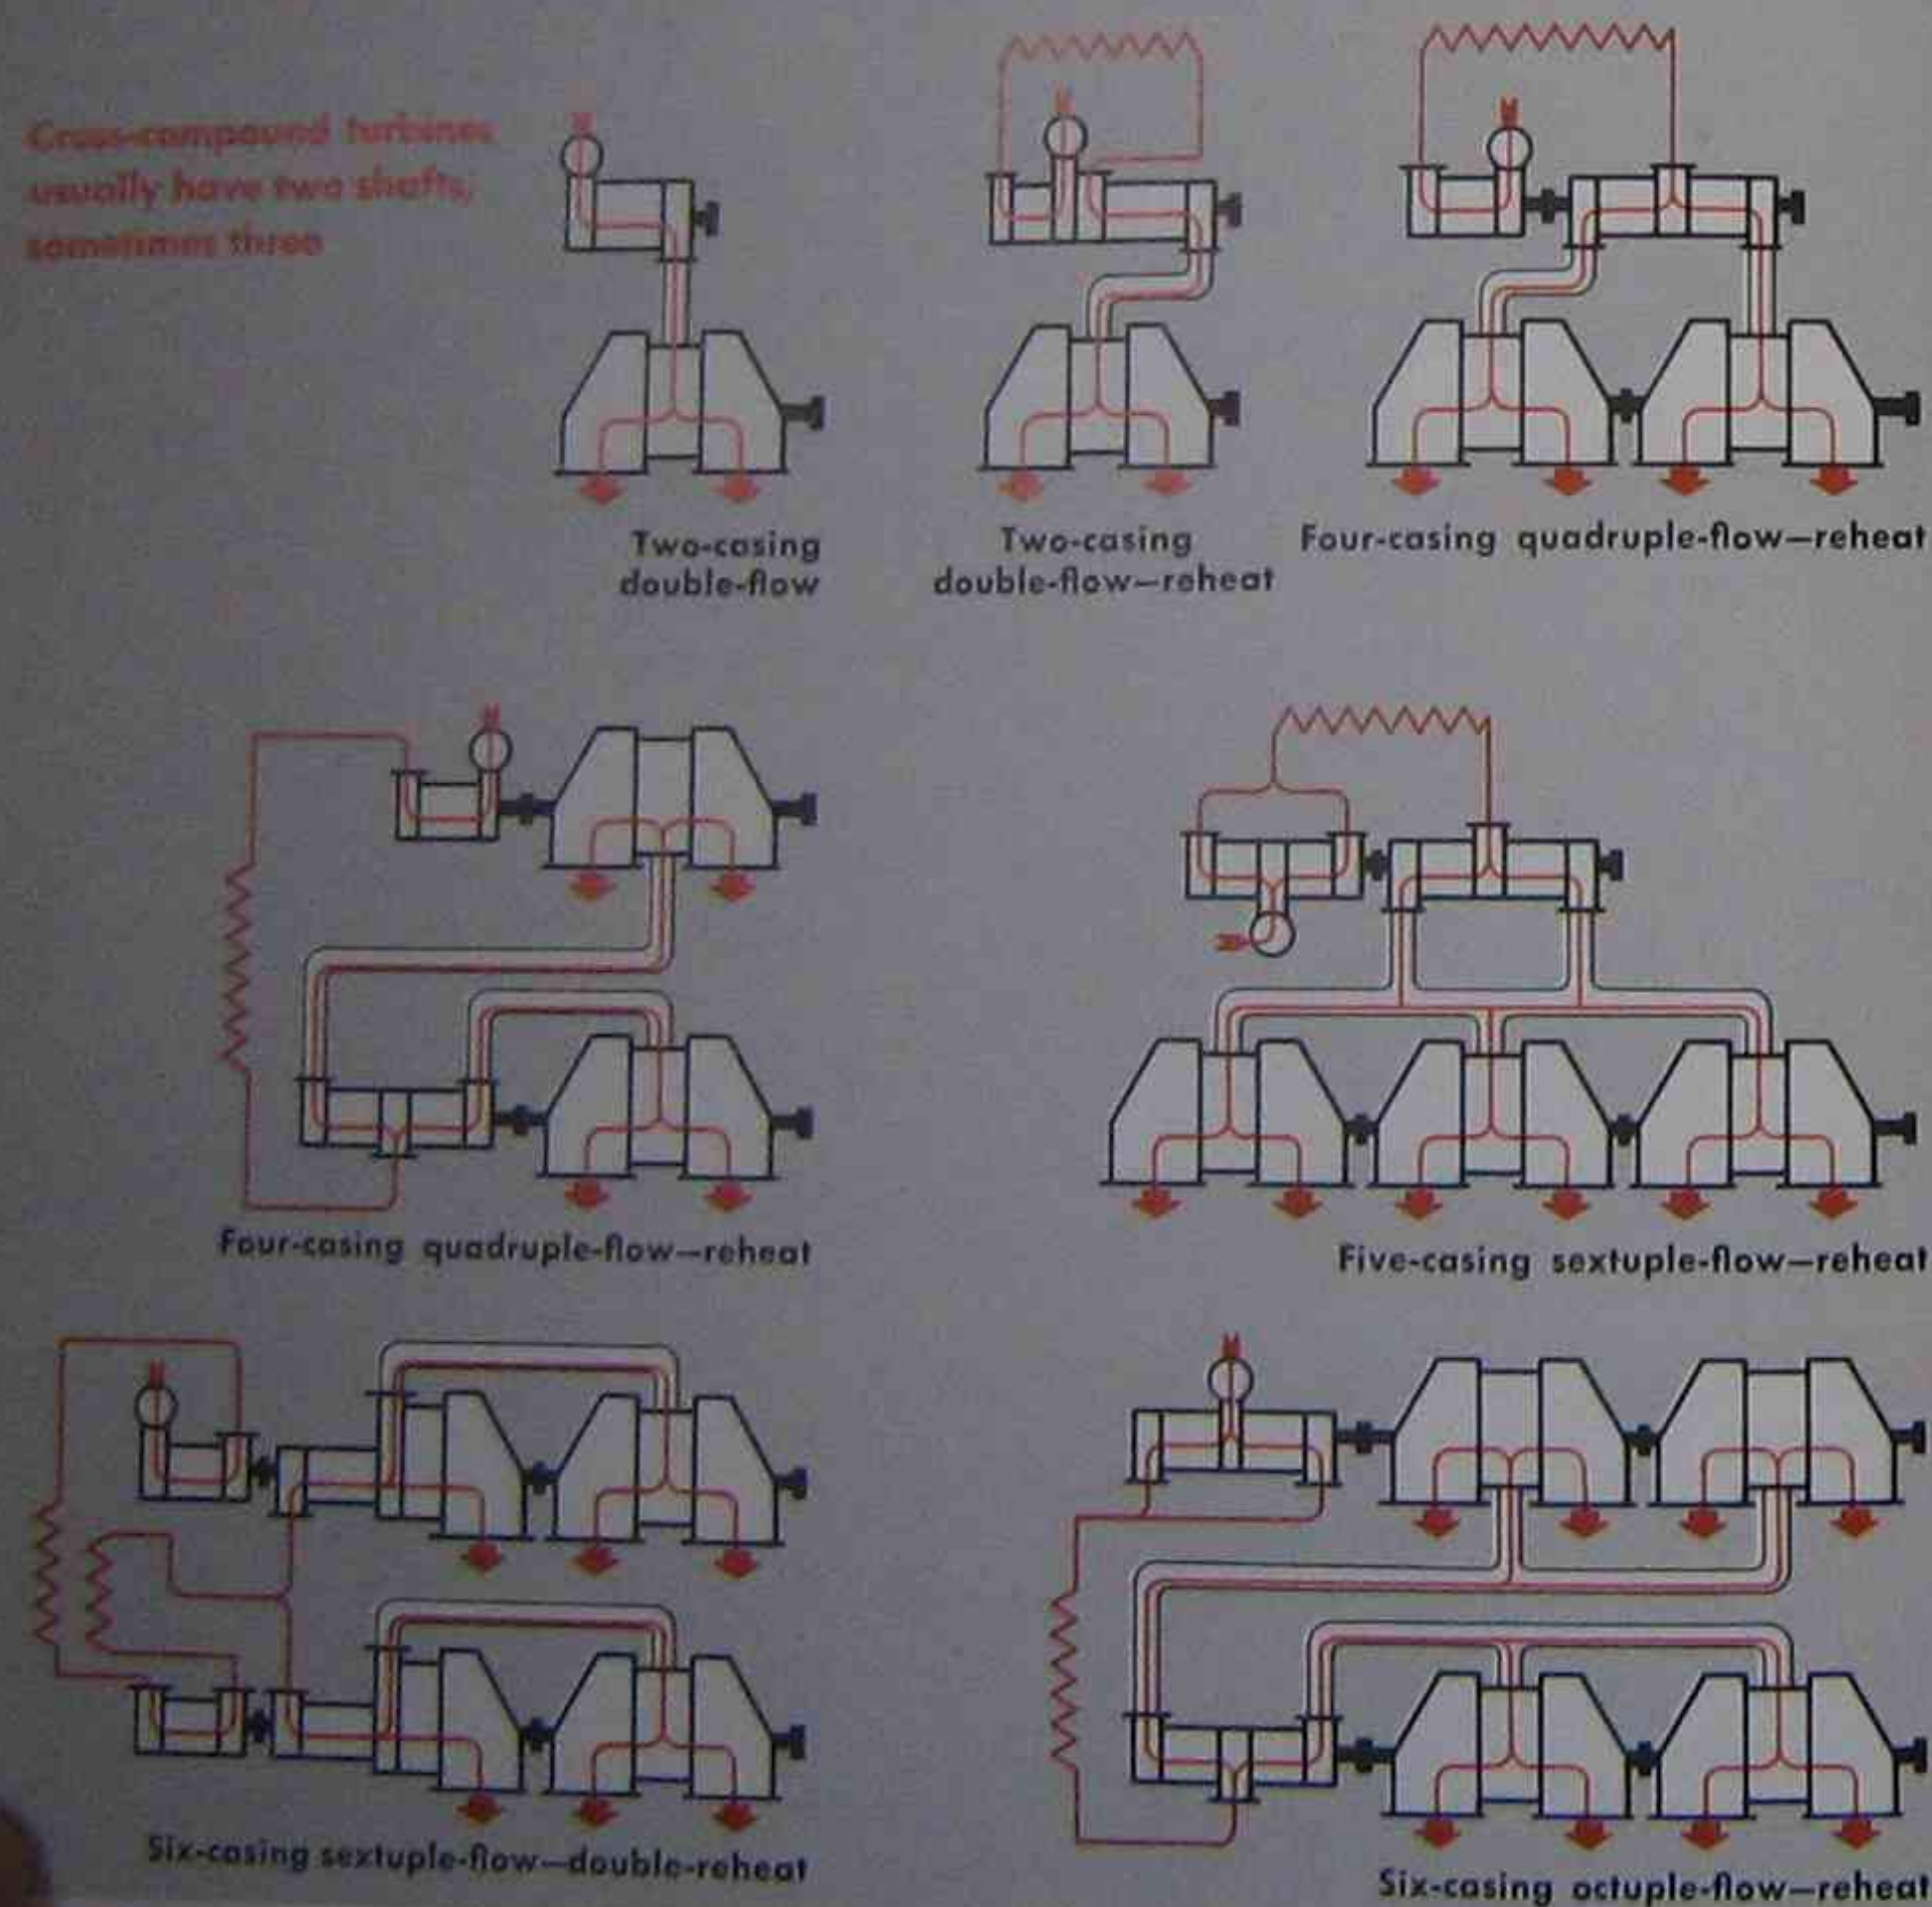 Cross-compound turbines
usually have two shafts,
sometimes three
Two-casing
double-flow
Two-casing
double-flow—reheat
Four-casing quadruple-flow—reheat
Four-casing quadruple-flow—reheat
Five-casing sextuple-flow—reheat
Six-casing sextuple-flow—double-reheat
Six-casing octuple-flow—reheat